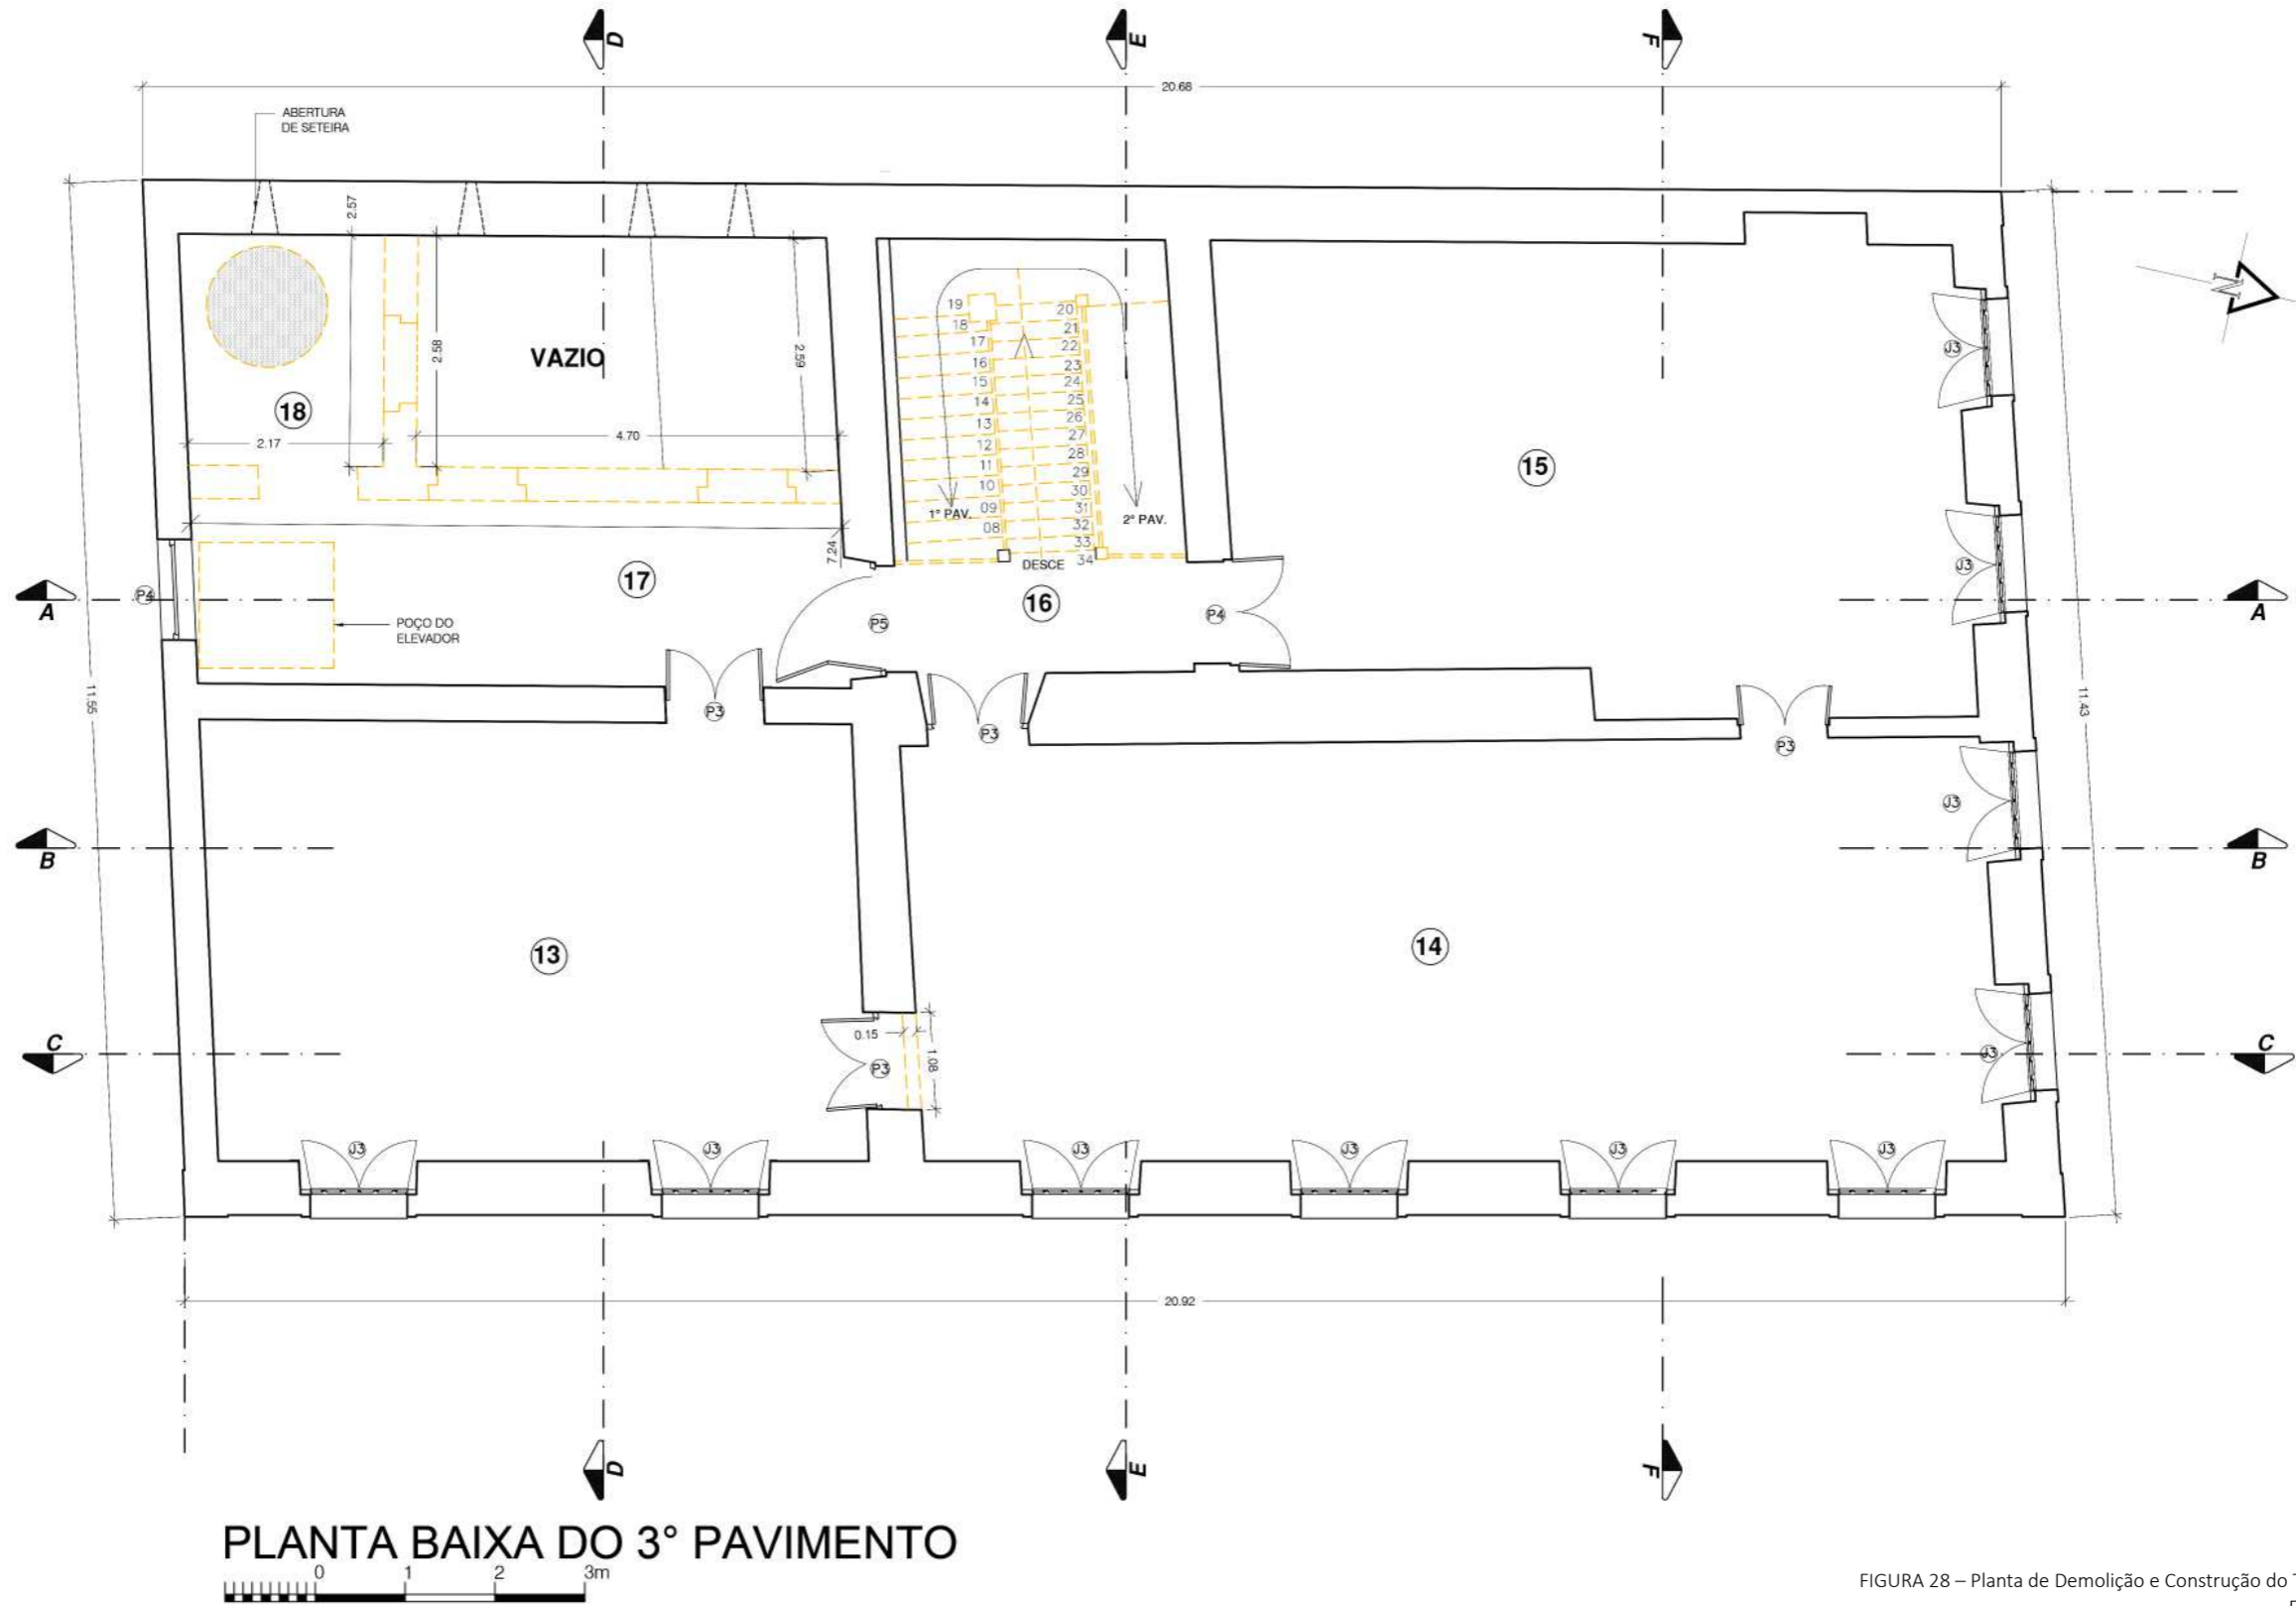 D
E
F
20.68
ABERTURA
DE SETEIRA
N
2.57
2.58
2.59
VAZIO
18
2.17
4.70
19
18
17
16
15
14
13
12
11
10
09
08
20
21
22
23
24
25
26
27
28
29
30
31
32
33
34
1° PAV.
2° PAV.
DESCE
J3
15
J3
A
P4
17
7.24
16
P5
P4
A
POÇO DO
ELEVADOR
11.55
11.43
P3
P3
P3
J3
B
B
13
14
C
0.15
1.08
P3
J3
C
J3
J3
J3
J3
J3
J3
20.92
D
E
F
PLANTA BAIXA DO 3° PAVIMENTO
0 1 2 3m
FIGURA 28 – Planta de Demolição e Construção do